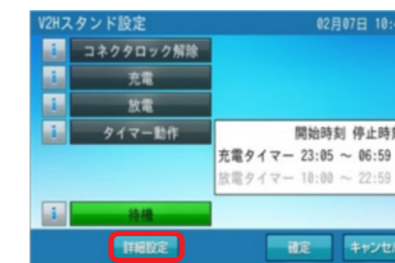 V2Hスタンド設定 02月07日 10:4
i コネクタロック解除
i 充電
i 放電
i タイマー動作
開始時刻 停止時刻
充電タイマー 23:05 ～ 06:59
放電タイマー 10:00 ～ 22:59
i 待機
詳細設定 確定 キャンセル